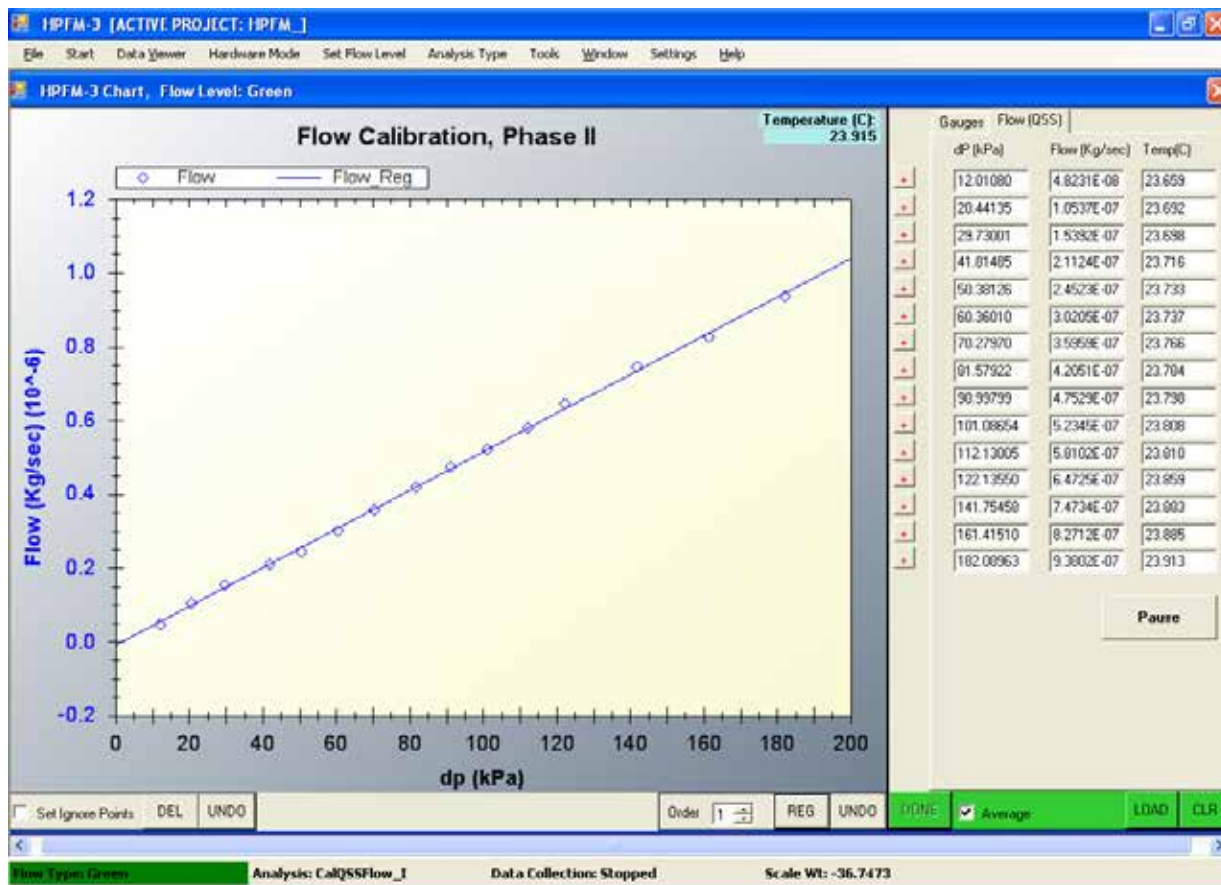 HPFM-3 [ACTIVE PROJECT: HPFM_]
File Start Data Viewer Hardware Mode Set Flow Level Analysis Type Tools Window Settings Help
HPFM-3 Chart, Flow Level: Green
Flow Calibration, Phase II
Temperature (C):
23.915
Flow Flow_Reg
1.2
1.0
0.8
0.6
0.4
0.2
0.0
-0.2
Flow (Kg/sec) (10^-6)
0 20 40 60 80 100 120 140 160 180 200
dp (kPa)
Gauges Flow (QSS)
dP (kPa) Flow (Kg/sec) Temp(C)
12.01080 4.8231E-08 23.659
20.44135 1.0537E-07 23.692
29.73001 1.5392E-07 23.698
41.81485 2.1124E-07 23.716
50.38126 2.4523E-07 23.733
60.36010 3.0205E-07 23.737
70.27970 3.5959E-07 23.766
81.57922 4.2051E-07 23.784
90.99799 4.7529E-07 23.798
101.08654 5.2345E-07 23.808
112.13005 5.8102E-07 23.810
122.13550 6.4725E-07 23.859
141.75458 7.4734E-07 23.883
161.41510 8.2712E-07 23.885
182.08963 9.3802E-07 23.913
Pause
Set Ignore Points DEL UNDO Order 1 REG UNDO DONE Average LOAD CLR
Flow Type: Green Analysis: CalQSSFlow_I Data Collection: Stopped Scale Wt: -36.7473